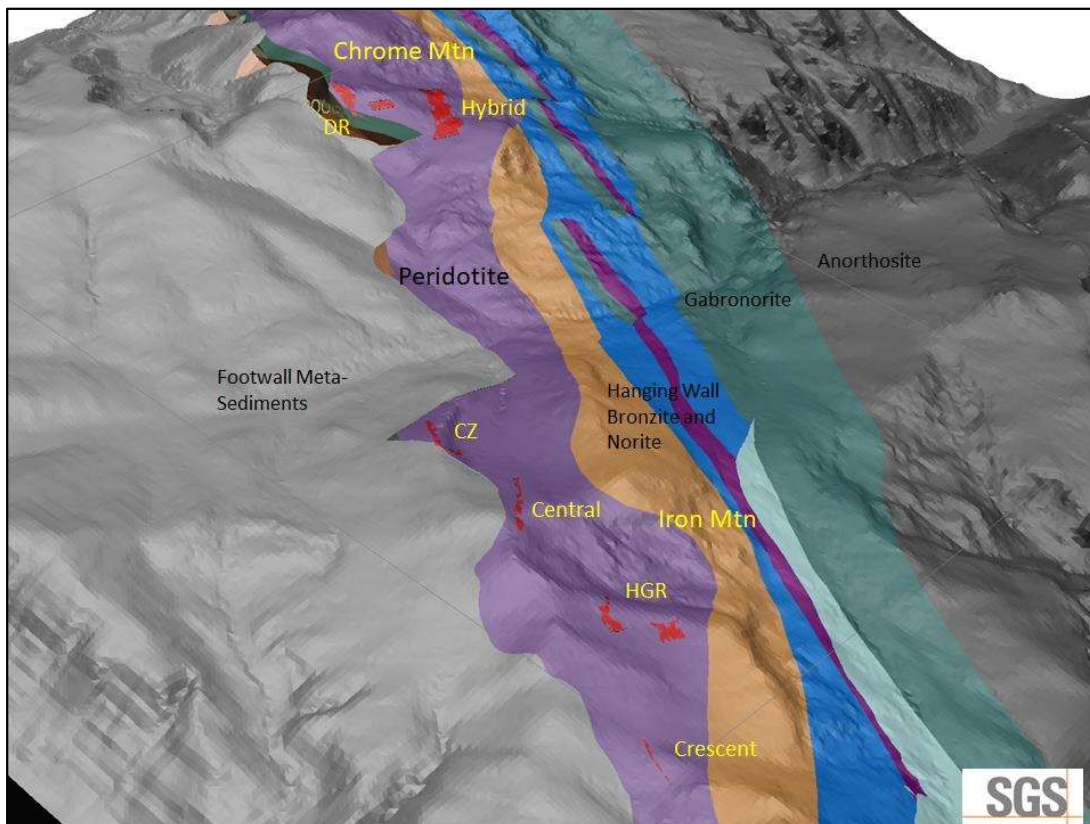 Chrome Mtn
Hybrid
DR
Peridotite
Anorthosite
Gabronorite
Footwall Meta-
Sediments
Hanging Wall
Bronzite and
Norite
CZ
Central
Iron Mtn
HGR
Crescent
SGS